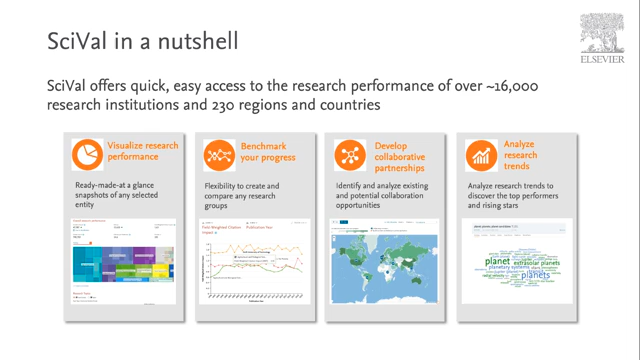 SciVal in a nutshell
ELSEVIER
SciVal offers quick, easy access to the research performance of over ~16,000
research institutions and 230 regions and countries
Visualize research
performance
Ready-made-at a glance
snapshots of any selected
entity
Benchmark
your progress
Flexibility to create and
compare any research
groups
Develop
collaborative
partnerships
Identify and analyze existing
and potential collaboration
opportunities
Analyze
research
trends
Analyze research trends to
discover the top performers
and rising stars
planet
extrasolar planets
planetary systems
planets